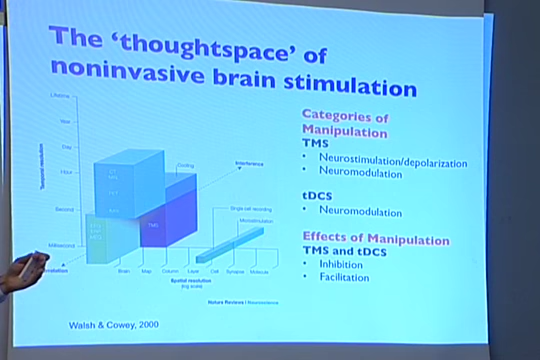 The 'thoughtspace' of
noninvasive brain stimulation
Categories of
Manipulation
TMS
• Neurostimulation/depolarization
• Neuromodulation
tDCS
• Neuromodulation
Effects of Manipulation
TMS and tDCS
• Inhibition
• Facilitation
Lifetime
Year
Day
Hour
Second
Millisecond
Temporal resolution
Cooling
Interference
TMS
Single-cell recording
Microstimulation
Brain Map Column Layer Cell Synapse Molecule
Spatial resolution
(log scale)
Nature Reviews | Neuroscience
Walsh & Cowey, 2000